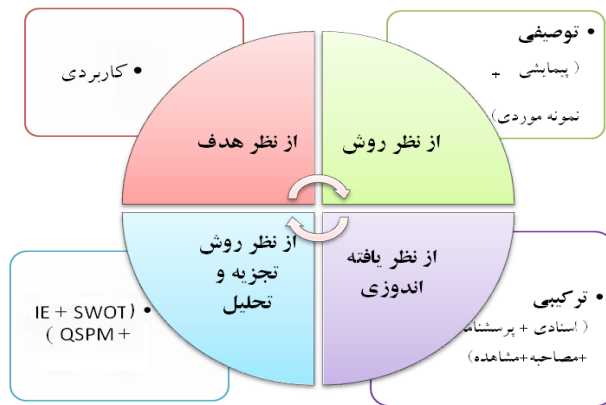 • توصیفی
( پیمایشی +
نمونه موردی)
از نظر روش
• کاربردی
از نظر هدف
از نظر یافته
اندوزی
• ترکیبی
( اسنادی + پرسشنام
+مصاحبه+مشاهده)
از نظر روش
تجزیه و
تحلیل
• (IE + SWOT
+ QSPM )